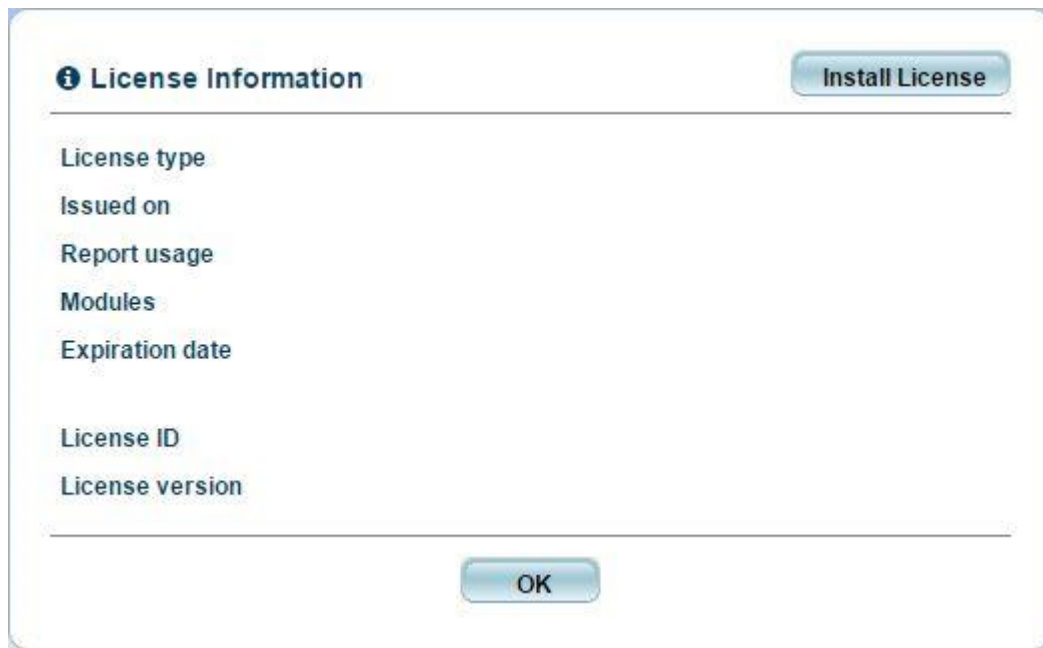 License Information
Install License
License type
Issued on
Report usage
Modules
Expiration date
License ID
License version
OK